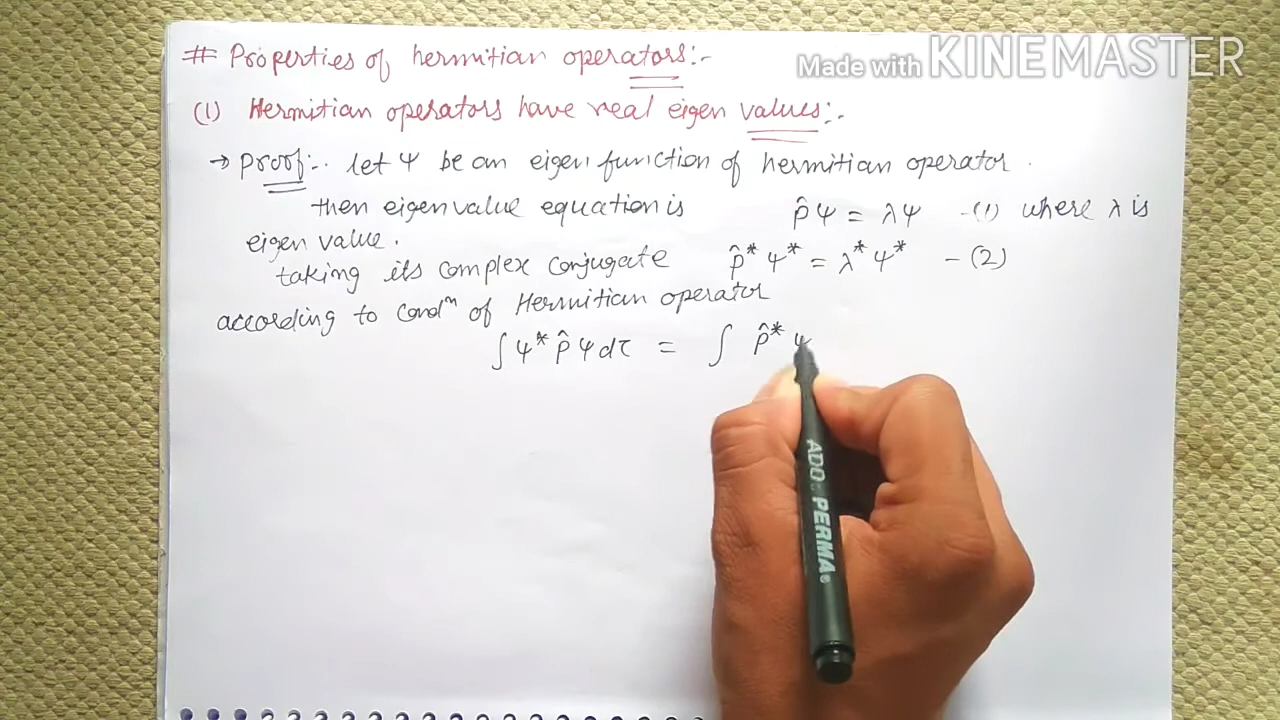 # Properties of hermitian operators:-
Made with KINEMASTER
(1) Hermitian operators have real eigen values:-
→ Proof:- let Ψ be an eigen function of hermitian operator .
then eigen value equation is p̂Ψ = λΨ -(1) where λ is
eigen value.
taking its complex conjugate p̂* Ψ* = λ* Ψ* - (2)
according to condⁿ of Hermitian operator
∫ Ψ* p̂ Ψ dτ = ∫ p̂* Ψ
ADD PERMA